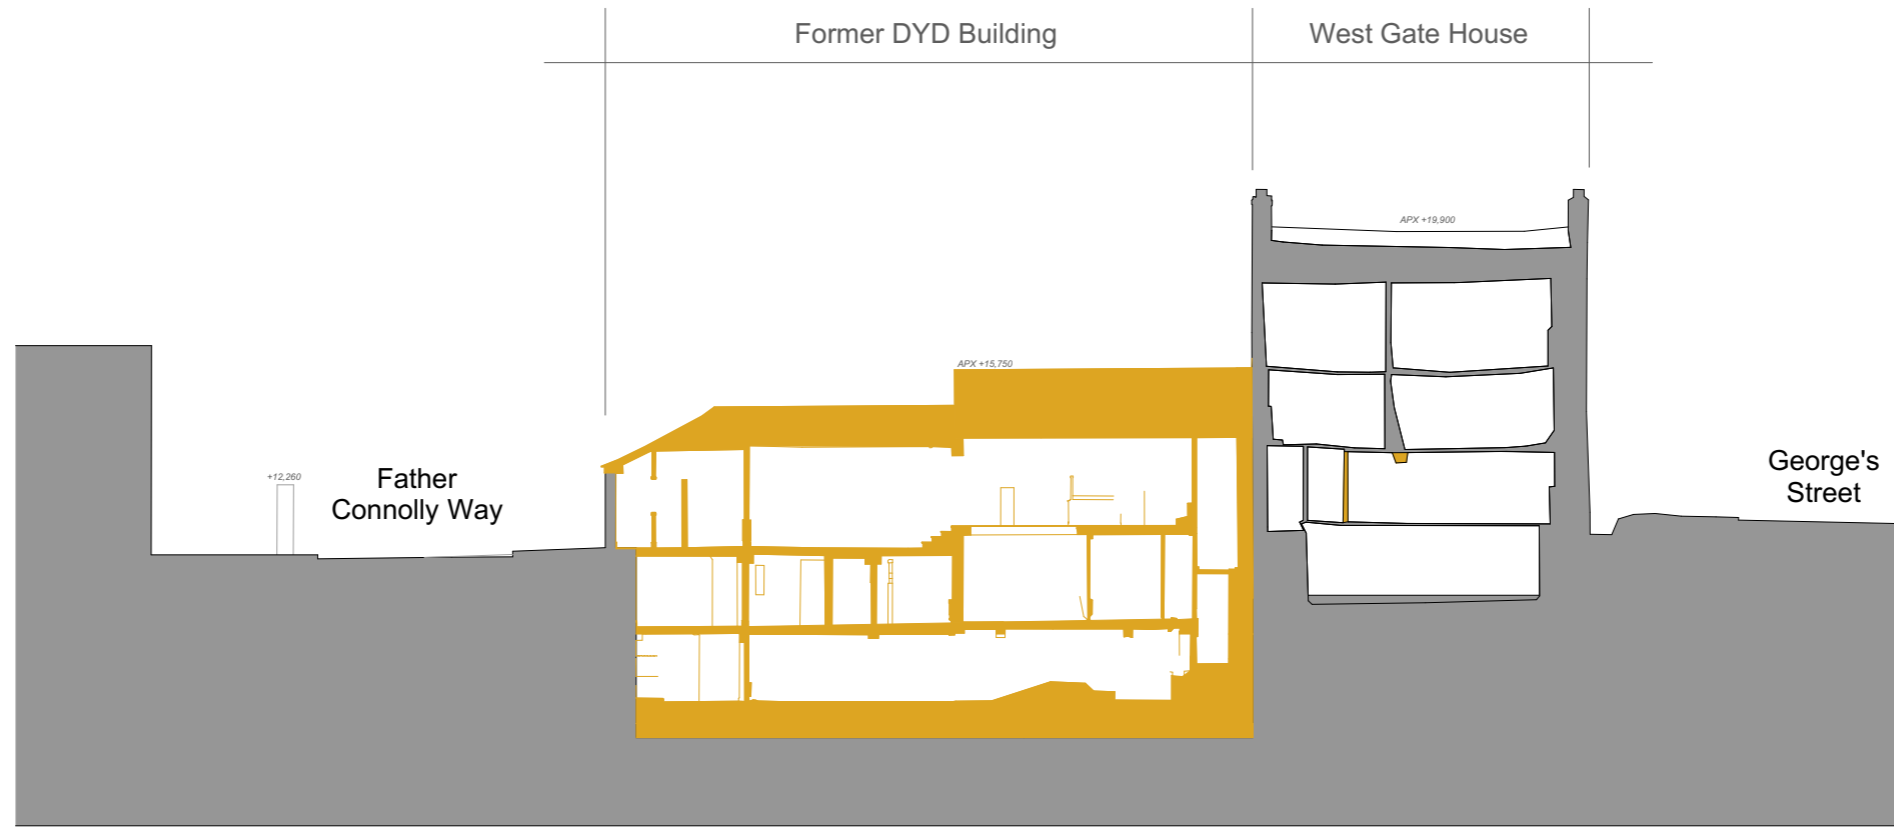 Former DYD Building
West Gate House
APX +19,900
APX +15,750
+12,260
Father
Connolly Way
George's
Street